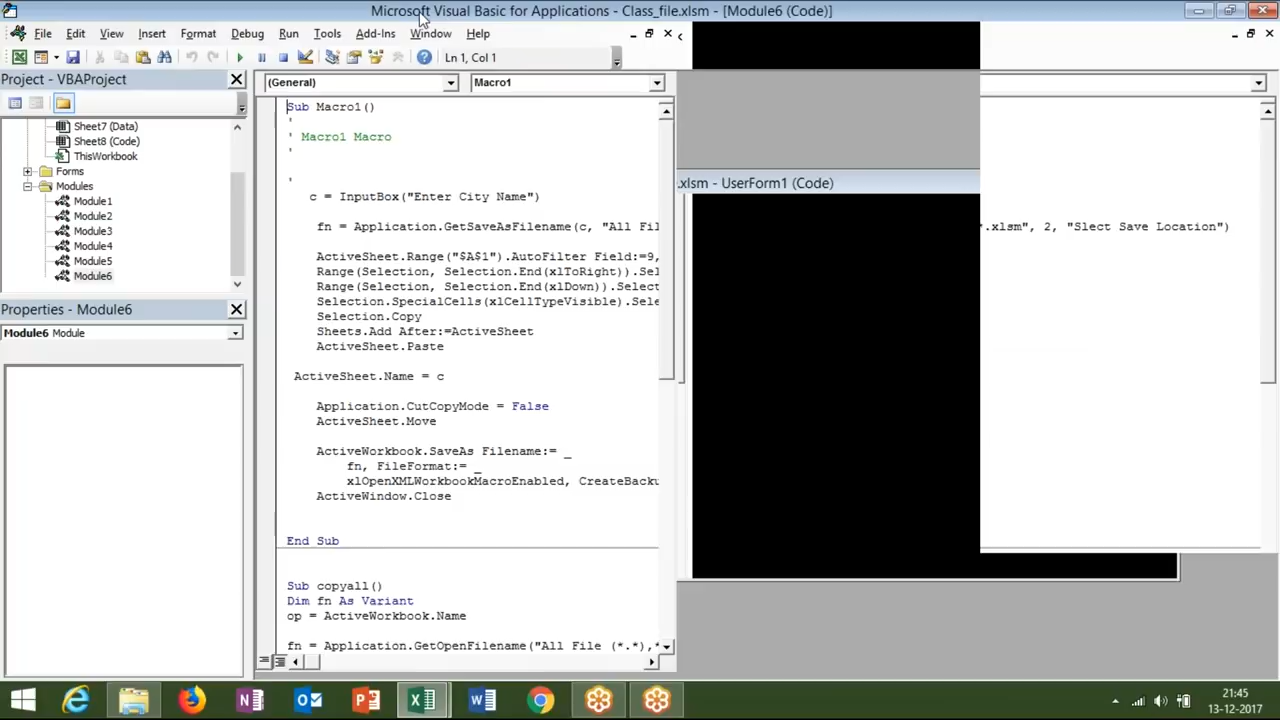 Microsoft Visual Basic for Applications - Class_file.xlsm - [Module6 (Code)]
File Edit View Insert Format Debug Run Tools Add-Ins Window Help
Ln 1, Col 1
Project - VBAProject
(General) Macro1
Sheet7 (Data)
Sheet8 (Code)
ThisWorkbook
Forms
Modules
Module1
Module2
Module3
Module4
Module5
Module6
Properties - Module6
Module6 Module
Sub Macro1()
'
' Macro1 Macro
'
'
c = InputBox("Enter City Name")
fn = Application.GetSaveAsFilename(c, "All Fil
ActiveSheet.Range("$A$1").AutoFilter Field:=9,
Range(Selection, Selection.End(xlToRight)).Sel
Range(Selection, Selection.End(xlDown)).Select
Selection.SpecialCells(xlCellTypeVisible).Sele
Selection.Copy
Sheets.Add After:=ActiveSheet
ActiveSheet.Paste
ActiveSheet.Name = c
Application.CutCopyMode = False
ActiveSheet.Move
ActiveWorkbook.SaveAs Filename:= _
fn, FileFormat:= _
xlOpenXMLWorkbookMacroEnabled, CreateBacku
ActiveWindow.Close
End Sub
Sub copyall()
Dim fn As Variant
op = ActiveWorkbook.Name
fn = Application.GetOpenFilename("All File (*.*),*
.xlsm - UserForm1 (Code)
*.xlsm", 2, "Slect Save Location")
21:45
13-12-2017